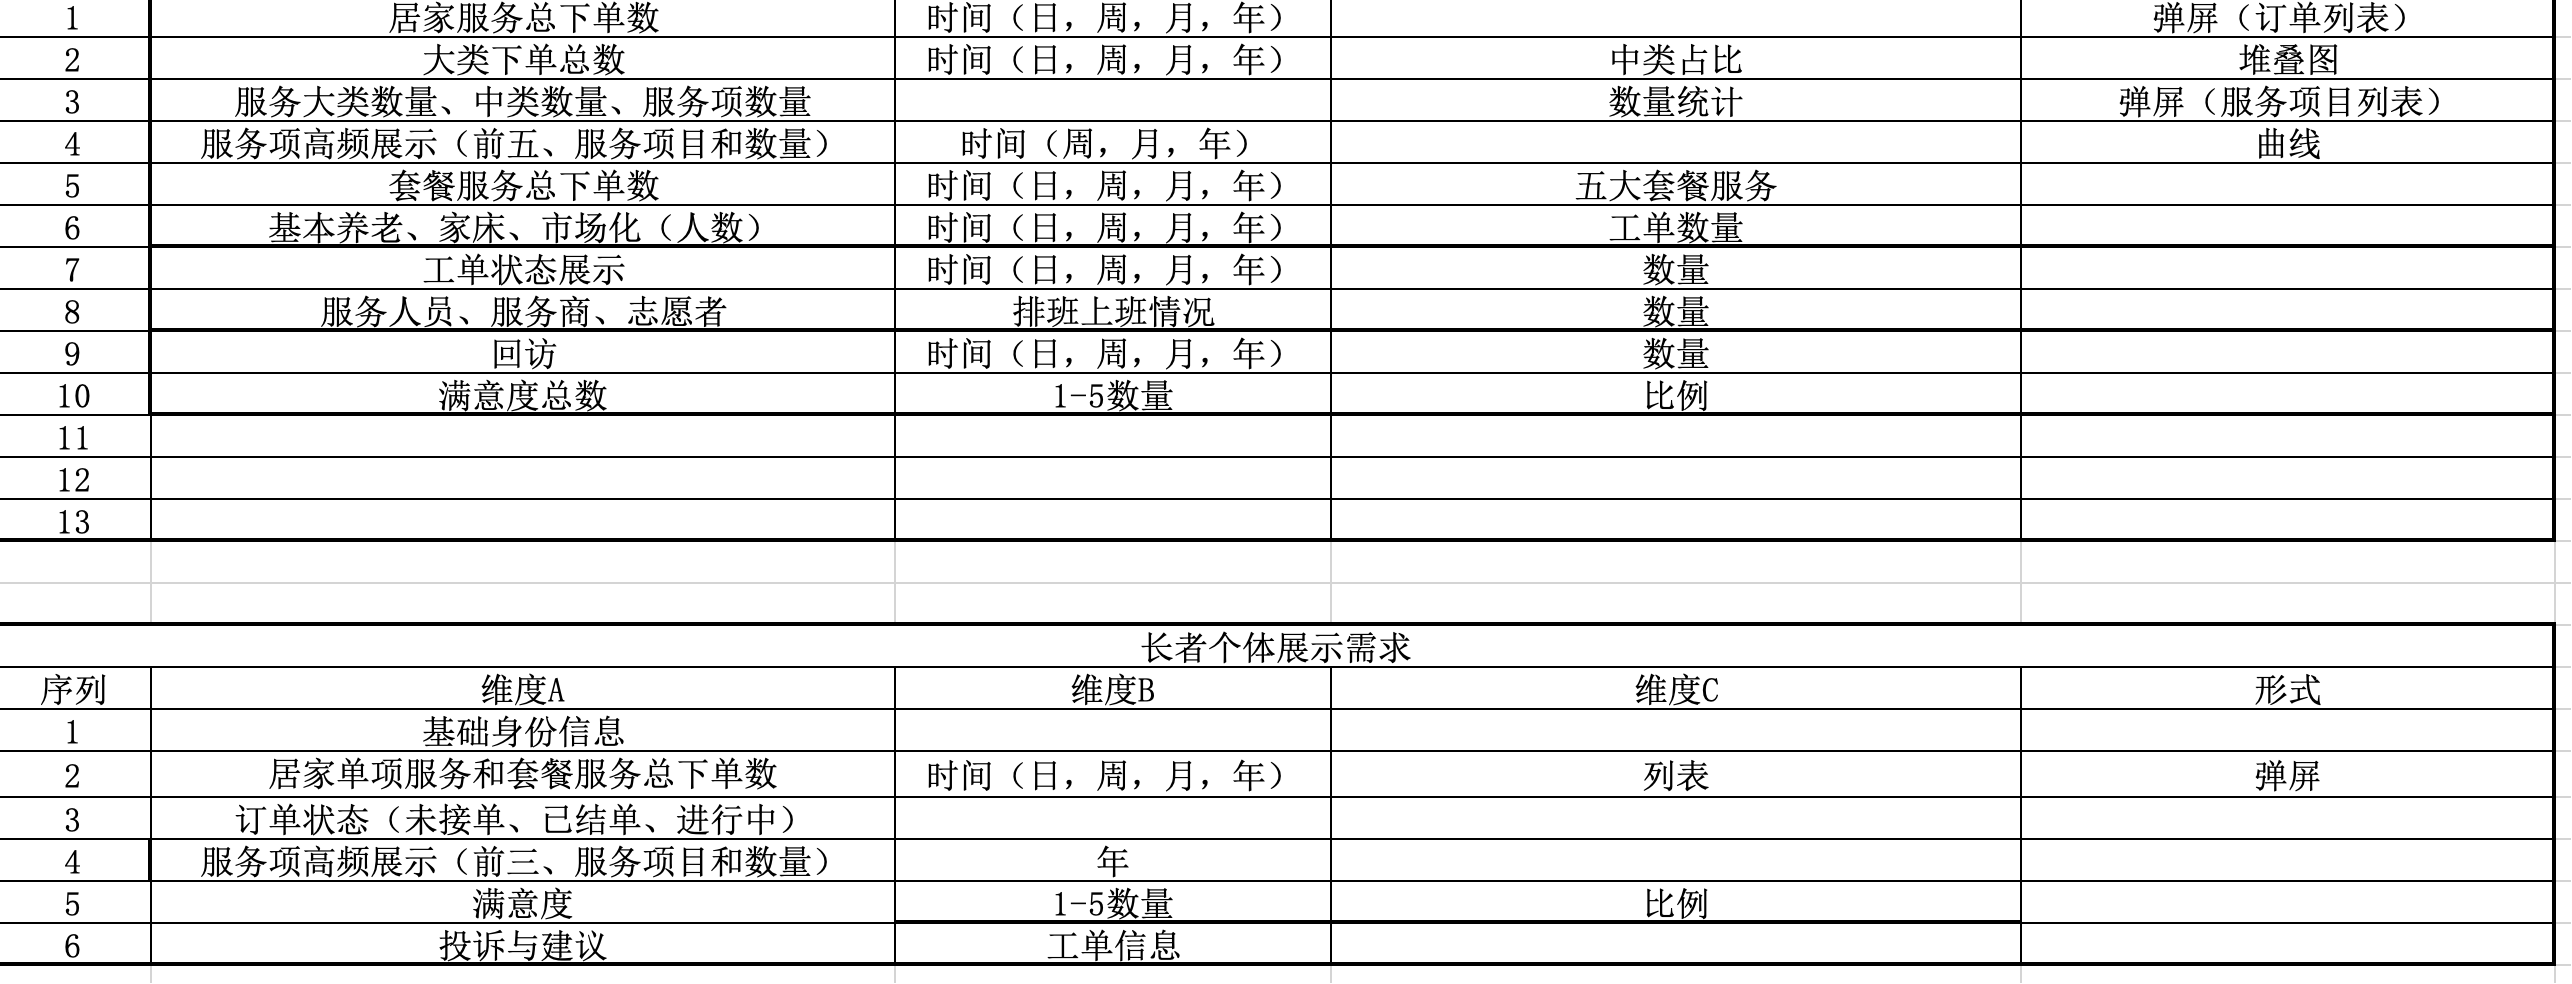 1 居家服务总下单数 时间（日，周，月，年） 弹屏（订单列表）
2 大类下单总数 时间（日，周，月，年） 中类占比 堆叠图
3 服务大类数量、中类数量、服务项数量 数量统计 弹屏（服务项目列表）
4 服务项高频展示（前五、服务项目和数量） 时间（周，月，年） 曲线
5 套餐服务总下单数 时间（日，周，月，年） 五大套餐服务
6 基本养老、家床、市场化（人数） 时间（日，周，月，年） 工单数量
7 工单状态展示 时间（日，周，月，年） 数量
8 服务人员、服务商、志愿者 排班上班情况 数量
9 回访 时间（日，周，月，年） 数量
10 满意度总数 1-5数量 比例
11
12
13
长者个体展示需求
序列 维度A 维度B 维度C 形式
1 基础身份信息
2 居家单项服务和套餐服务总下单数 时间（日，周，月，年） 列表 弹屏
3 订单状态（未接单、已结单、进行中）
4 服务项高频展示（前三、服务项目和数量） 年
5 满意度 1-5数量 比例
6 投诉与建议 工单信息